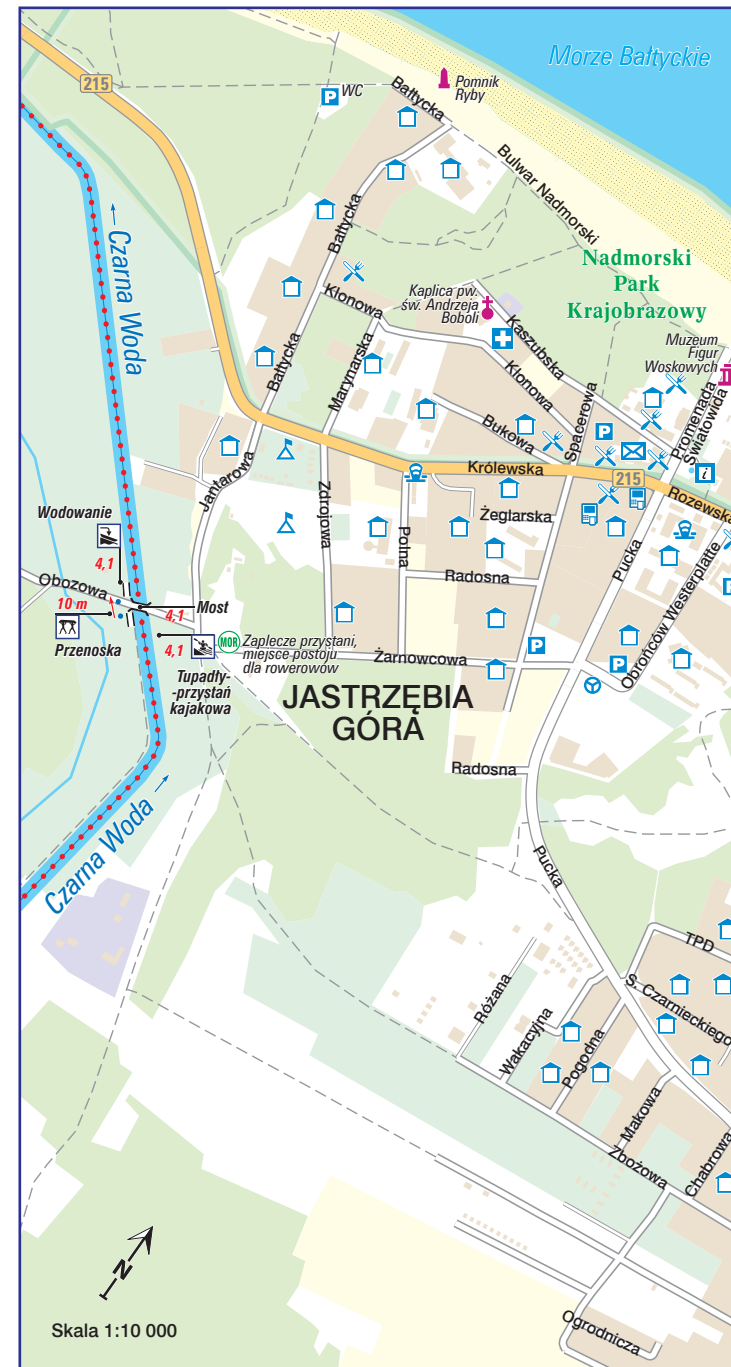 Morze Bałtyckie
215
P
WC
Bałtycka
Pomnik
Ryby
Bulwar Nadmorski
Bałtycka
← Czarna Woda
Nadmorski
Park
Krajobrazowy
Klonowa
Kaplica pw.
św. Andrzeja
Boboli
Kaszubska
Muzeum
Figur
Woskowych
Bałtycka
Marynarska
Klonowa
Bukowa
Spacerowa
P
Promenada
Światowida
Jantarowa
Królewska
215
i
Rozewska
Zdrojowa
Polna
Żeglarska
Wodowanie
4,1
Pucka
Obrońców Westerplatte
Obozowa
Radosna
10 m
Most
4,1
Przenoska
4,1
MOR
Zaplecze przystani,
miejsce postoju
dla rowerowów
P
Żarnowcowa
P
Tupadły-
-przystań
kajakowa
JASTRZĘBIA
GÓRA
Radosna
Czarna Woda →
Pucka
TPD
Różana
S. Czarnieckiego
Wakacyjna
Pogodna
Makowa
Zbożowa
Chabrowa
N
Skala 1:10 000
Ogrodnicza